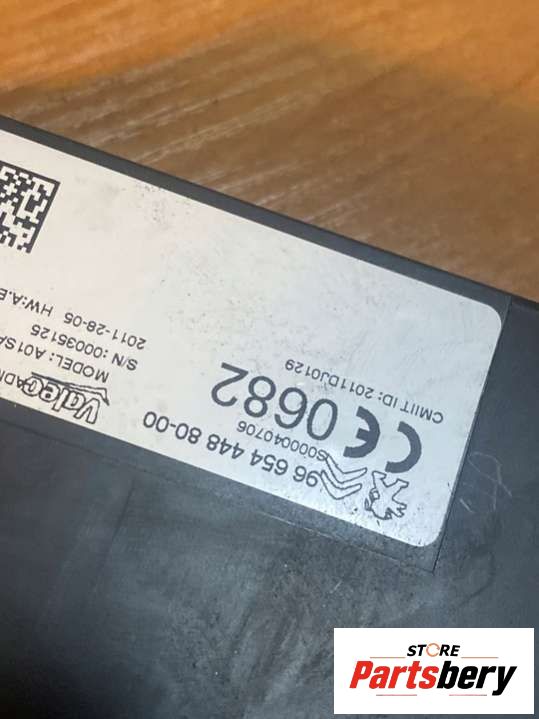 96 654 448 80-00
S000040706
CE 0682
CMIIT ID: 2011DJ0129
Valeo
MODEL: A01SA
S/N :00035125
2011-28-05 HW:A.
STORE
Partsbery